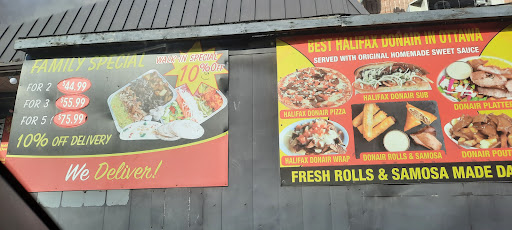 FAMILY SPECIAL
WALK-IN SPECIAL
10% OFF
FOR 2 $44.99
FOR 3 $55.99
FOR 5 $75.99
10% OFF DELIVERY
We Deliver!
BEST HALIFAX DONAIR IN OTTAWA
SERVED WITH ORIGINAL HOMEMADE SWEET SAUCE
HALIFAX DONAIR PIZZA
HALIFAX DONAIR SUB
DONAIR PLATTE
HALIFAX DONAIR WRAP
DONAIR ROLLS & SAMOSA
DONAIR POUT
FRESH ROLLS & SAMOSA MADE DA